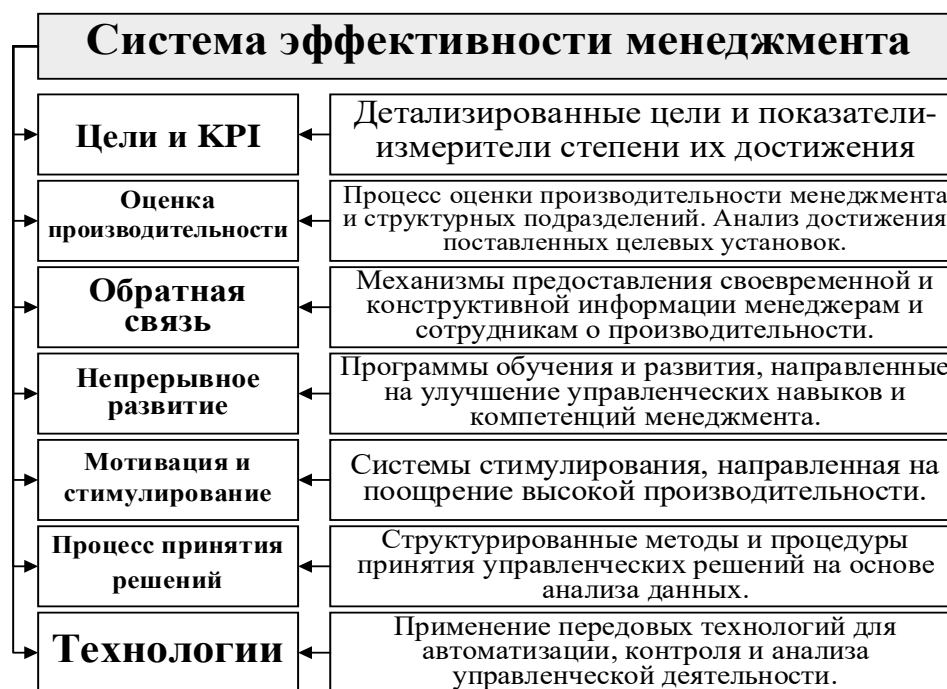 Система эффективности менеджмента
Цели и KPI
Детализированные цели и показатели-
измерители степени их достижения
Оценка
производительности
Процесс оценки производительности менеджмента
и структурных подразделений. Анализ достижения
поставленных целевых установок.
Обратная
связь
Механизмы предоставления своевременной и
конструктивной информации менеджерам и
сотрудникам о производительности.
Непрерывное
развитие
Программы обучения и развития, направленные
на улучшение управленческих навыков и
компетенций менеджмента.
Мотивация и
стимулирование
Системы стимулирования, направленная на
поощрение высокой производительности.
Процесс принятия
решений
Структурированные методы и процедуры
принятия управленческих решений на основе
анализа данных.
Технологии
Применение передовых технологий для
автоматизации, контроля и анализа
управленческой деятельности.